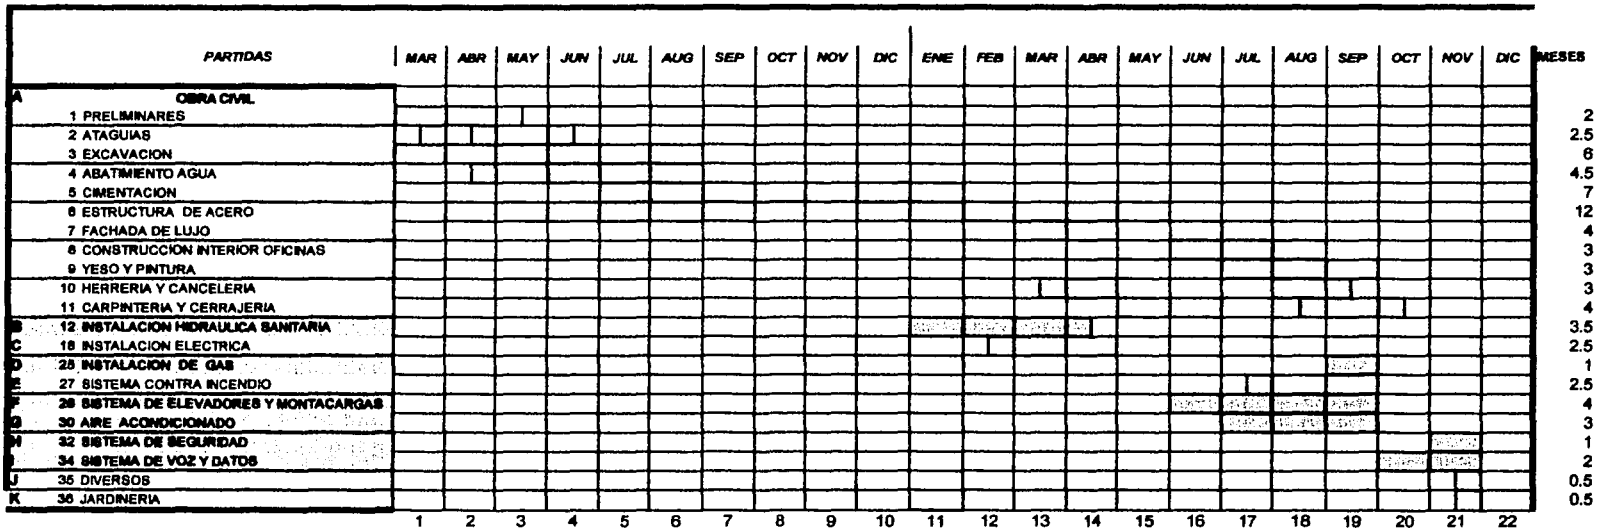 PARTIDAS MAR ABR MAY JUN JUL AUG SEP OCT NOV DIC ENE FEB MAR ABR MAY JUN JUL AUG SEP OCT NOV DIC MESES
A OBRA CIVIL
1 PRELIMINARES 2
2 ATAGUIAS 2.5
3 EXCAVACION 6
4 ABATIMIENTO AGUA 4.5
5 CIMENTACION 7
6 ESTRUCTURA DE ACERO 12
7 FACHADA DE LUJO 4
8 CONSTRUCCION INTERIOR OFICINAS 3
9 YESO Y PINTURA 3
10 HERRERIA Y CANCELERIA 3
11 CARPINTERIA Y CERRAJERIA 4
B 12 INSTALACION HIDRAULICA SANITARIA 3.5
C 18 INSTALACION ELECTRICA 2.5
D 25 INSTALACION DE GAS 1
E 27 SISTEMA CONTRA INCENDIO 2.5
F 28 SISTEMA DE ELEVADORES Y MONTACARGAS 4
G 30 AIRE ACONDICIONADO 3
H 32 SISTEMA DE SEGURIDAD 1
I 34 SISTEMA DE VOZ Y DATOS 2
J 35 DIVERSOS 0.5
K 36 JARDINERIA 0.5
1 2 3 4 5 6 7 8 9 10 11 12 13 14 15 16 17 18 19 20 21 22